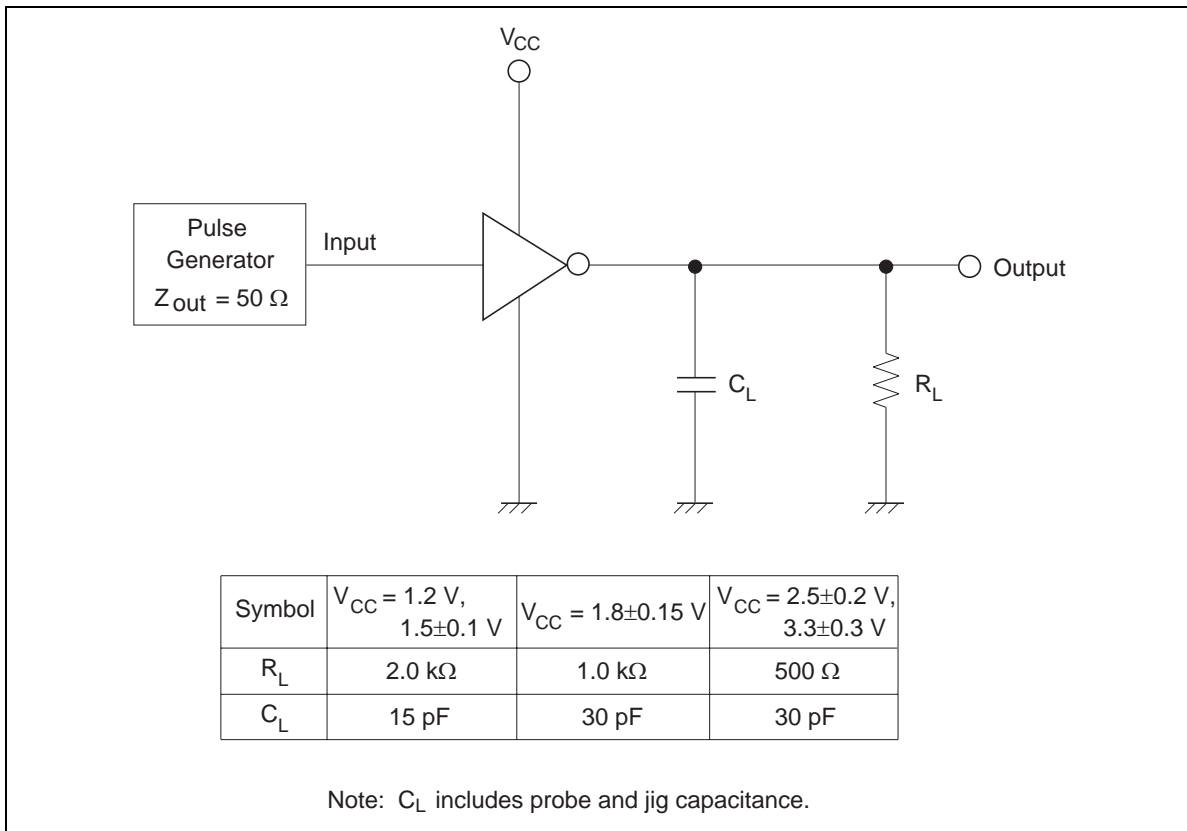 VCC
Pulse
Generator
Zout = 50 Ω
Input
Output
CL
RL
Symbol
VCC = 1.2 V,
1.5±0.1 V
VCC = 1.8±0.15 V
VCC = 2.5±0.2 V,
3.3±0.3 V
RL
2.0 kΩ
1.0 kΩ
500 Ω
CL
15 pF
30 pF
30 pF
Note: CL includes probe and jig capacitance.